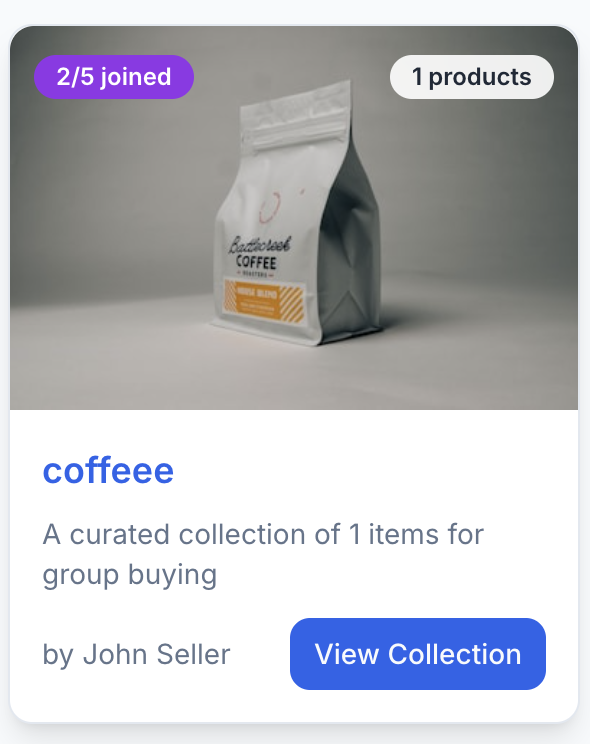 2/5 joined
1 products
Battlecreek
COFFEE
ROASTERS
HOUSE BLEND
coffeee
A curated collection of 1 items for
group buying
by John Seller
View Collection